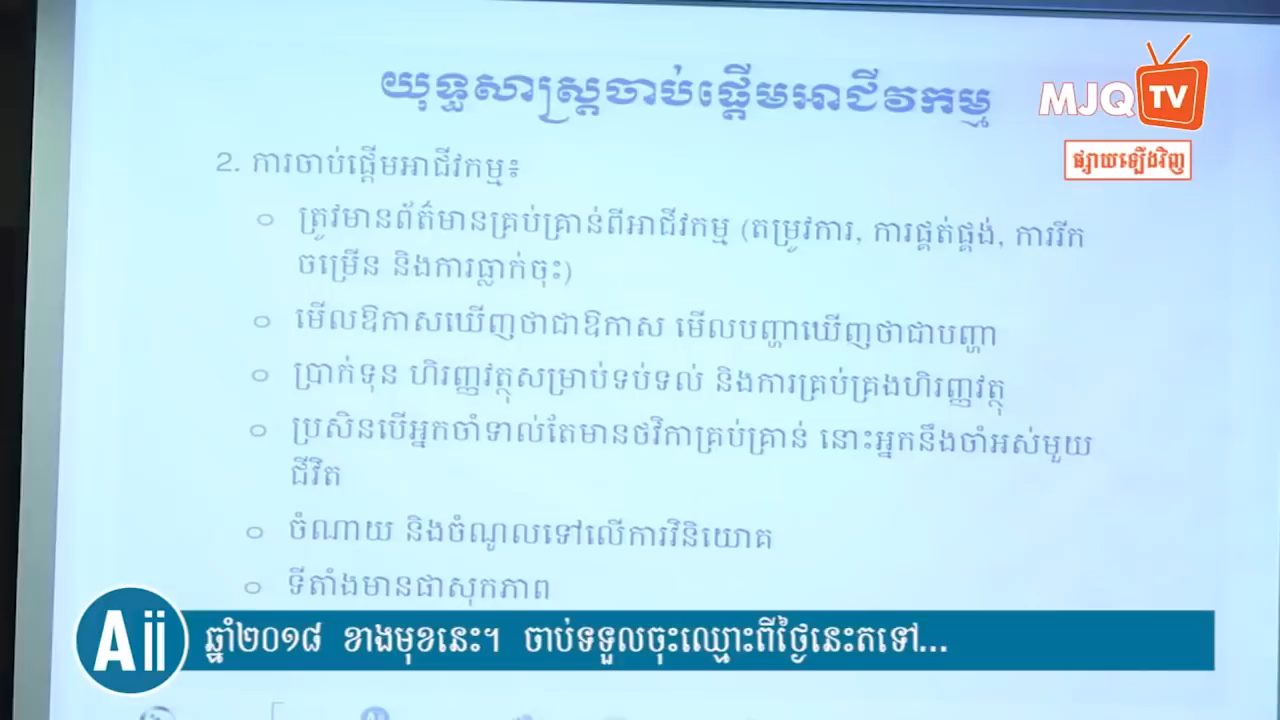 យុទ្ធសាស្ត្រចាប់ផ្តើមអាជីវកម្ម
MJQ TV
ផ្សាយឡើងវិញ
2. ការចាប់ផ្តើមអាជីវកម្ម៖
o ត្រូវមានព័ត៌មានគ្រប់គ្រាន់ពីអាជីវកម្ម (តម្រូវការ, ការផ្គត់ផ្គង់, ការរីក
ចម្រើន និងការធ្លាក់ចុះ)
o មើលឱកាសឃើញថាជាឱកាស មើលបញ្ហាឃើញថាជាបញ្ហា
o ប្រាក់ទុន ហិរញ្ញវត្ថុសម្រាប់ទប់ទល់ និងការគ្រប់គ្រងហិរញ្ញវត្ថុ
o ប្រសិនបើអ្នកចាំទាល់តែមានថវិកាគ្រប់គ្រាន់ នោះអ្នកនឹងចាំអស់មួយ
ជីវិត
o ចំណាយ និងចំណូលទៅលើការវិនិយោគ
o ទីតាំងមានផាសុកភាព
Aii ឆ្នាំ២០១៨ ខាងមុខនេះ។ ចាប់ទទួលចុះឈ្មោះពីថ្ងៃនេះតទៅ...